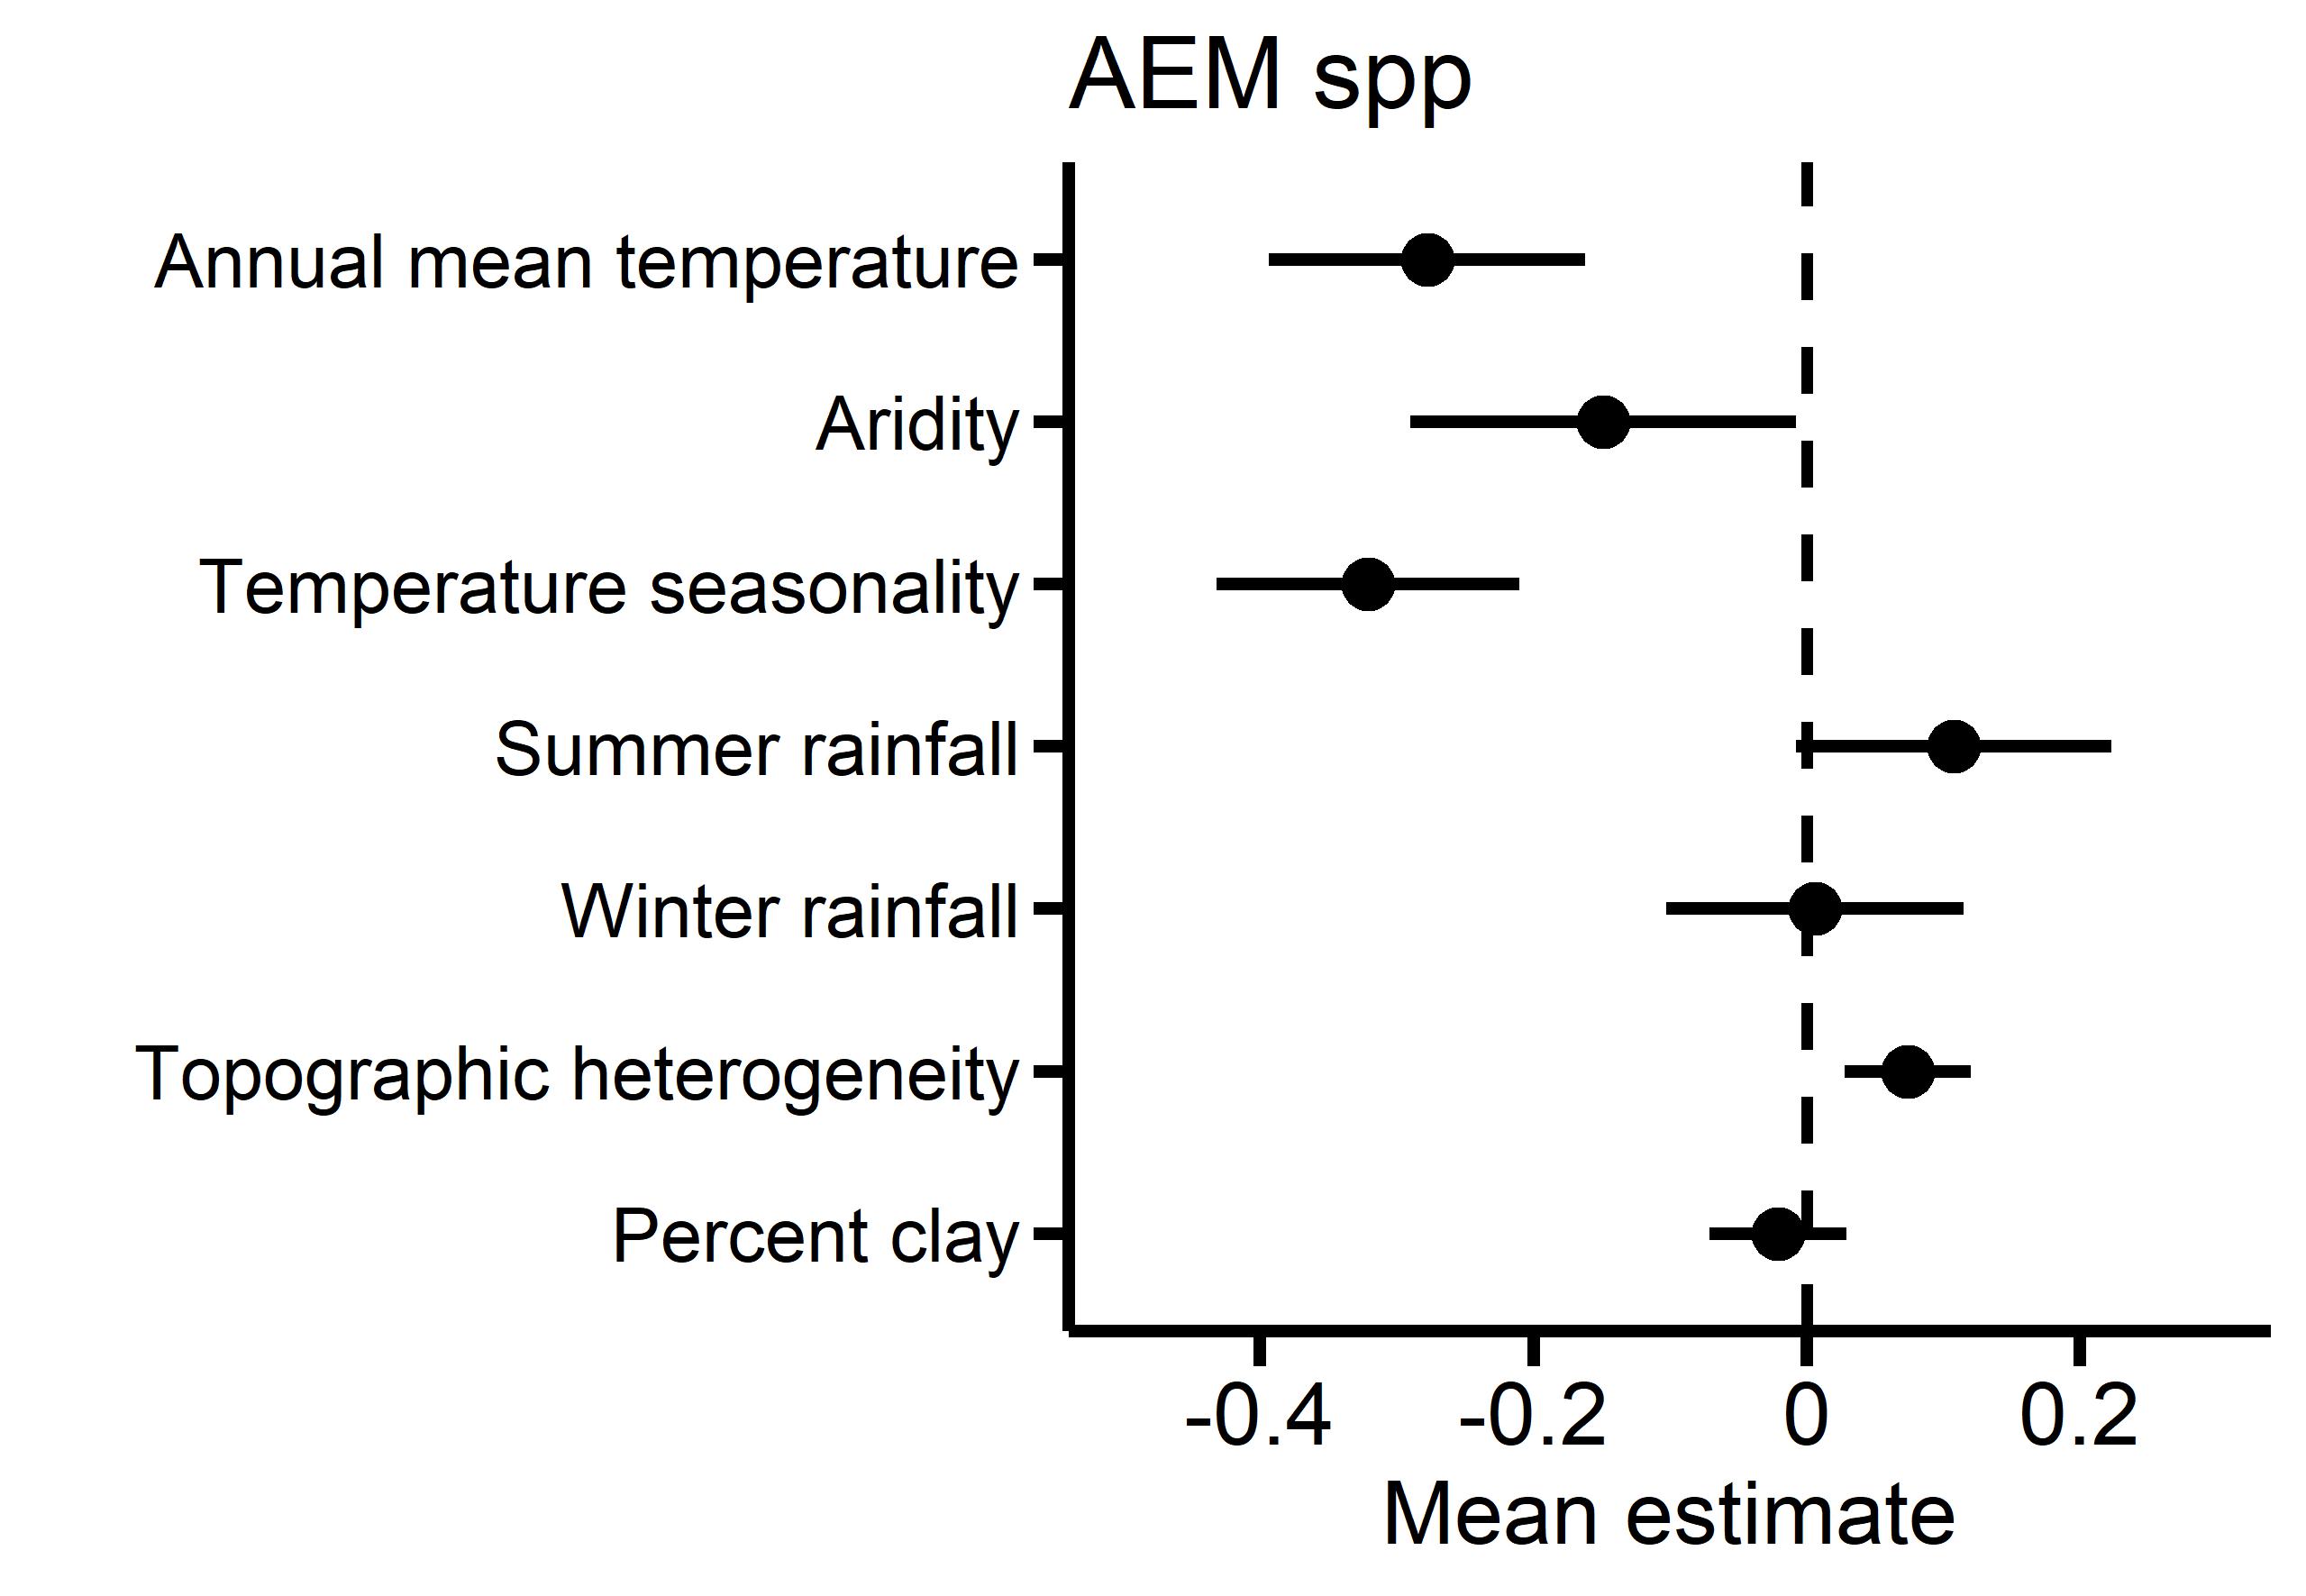 AEM spp
Annual mean temperature
Aridity
Temperature seasonality
Summer rainfall
Winter rainfall
Topographic heterogeneity
Percent clay
-0.4 -0.2 0 0.2
Mean estimate